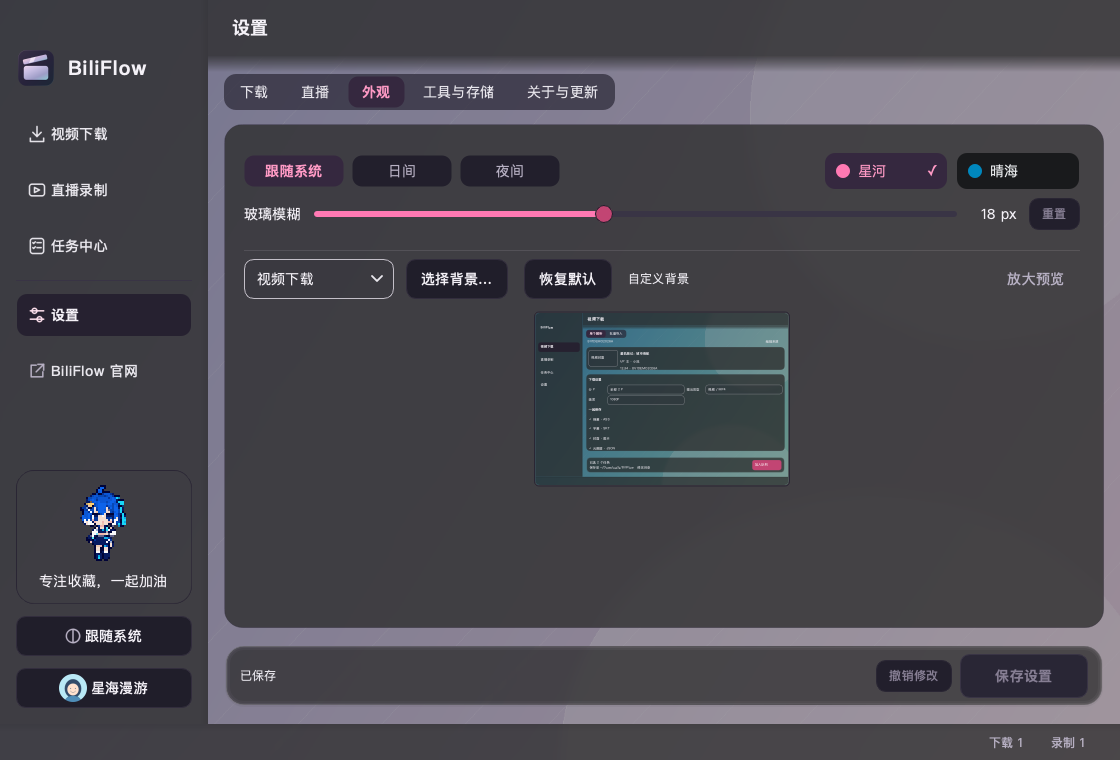 设置
BiliFlow
视频下载
直播录制
任务中心
设置
BiliFlow 官网
专注收藏，一起加油
跟随系统
星海漫游
下载 直播 外观 工具与存储 关于与更新
跟随系统 日间 夜间 星河 ✓ 晴海
玻璃模糊 18 px 重置
视频下载 选择背景... 恢复默认 自定义背景 放大预览
已保存 撤销修改 保存设置
下载 1 录制 1